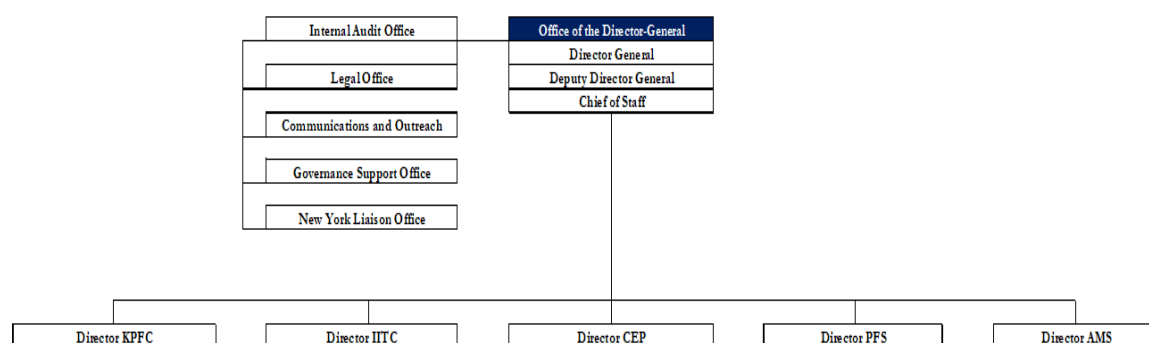 Internal Audit Office
Legal Office
Communications and Outreach
Governance Support Office
New York Liaison Office
Office of the Director-General
Director General
Deputy Director General
Chief of Staff
Director KPFC
Director IITC
Director CEP
Director PFS
Director AMS